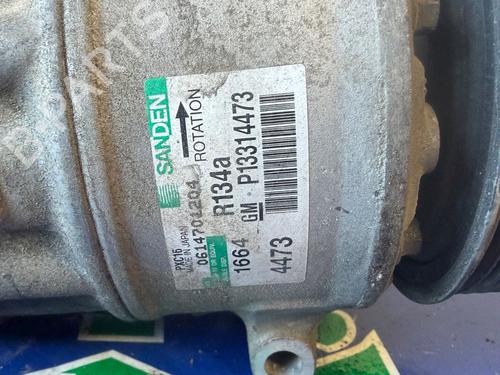 SANDEN
ROTATION
PXC16
MADE IN JAPAN
0614701204
R134a
GM P13314473
1664
4473